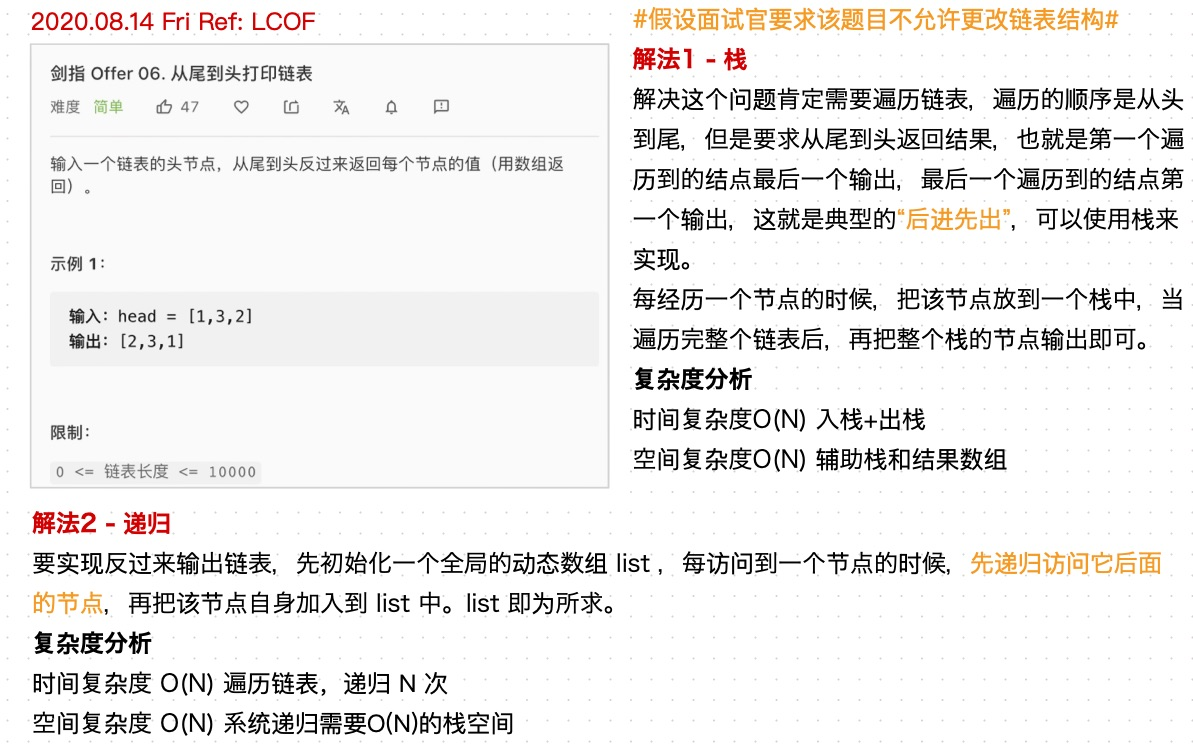 2020.08.14 Fri Ref: LCOF
剑指 Offer 06. 从尾到头打印链表
难度 简单 47
输入一个链表的头节点，从尾到头反过来返回每个节点的值（用数组返
回）。
示例 1：
输入：head = [1,3,2]
输出：[2,3,1]
限制：
0 <= 链表长度 <= 10000
#假设面试官要求该题目不允许更改链表结构#
解法1 - 栈
解决这个问题肯定需要遍历链表，遍历的顺序是从头
到尾，但是要求从尾到头返回结果，也就是第一个遍
历到的结点最后一个输出，最后一个遍历到的结点第
一个输出，这就是典型的“后进先出”，可以使用栈来
实现。
每经历一个节点的时候，把该节点放到一个栈中，当
遍历完整个链表后，再把整个栈的节点输出即可。
复杂度分析
时间复杂度O(N) 入栈+出栈
空间复杂度O(N) 辅助栈和结果数组
解法2 - 递归
要实现反过来输出链表，先初始化一个全局的动态数组 list ，每访问到一个节点的时候，先递归访问它后面
的节点，再把该节点自身加入到 list 中。list 即为所求。
复杂度分析
时间复杂度 O(N) 遍历链表，递归 N 次
空间复杂度 O(N) 系统递归需要O(N)的栈空间